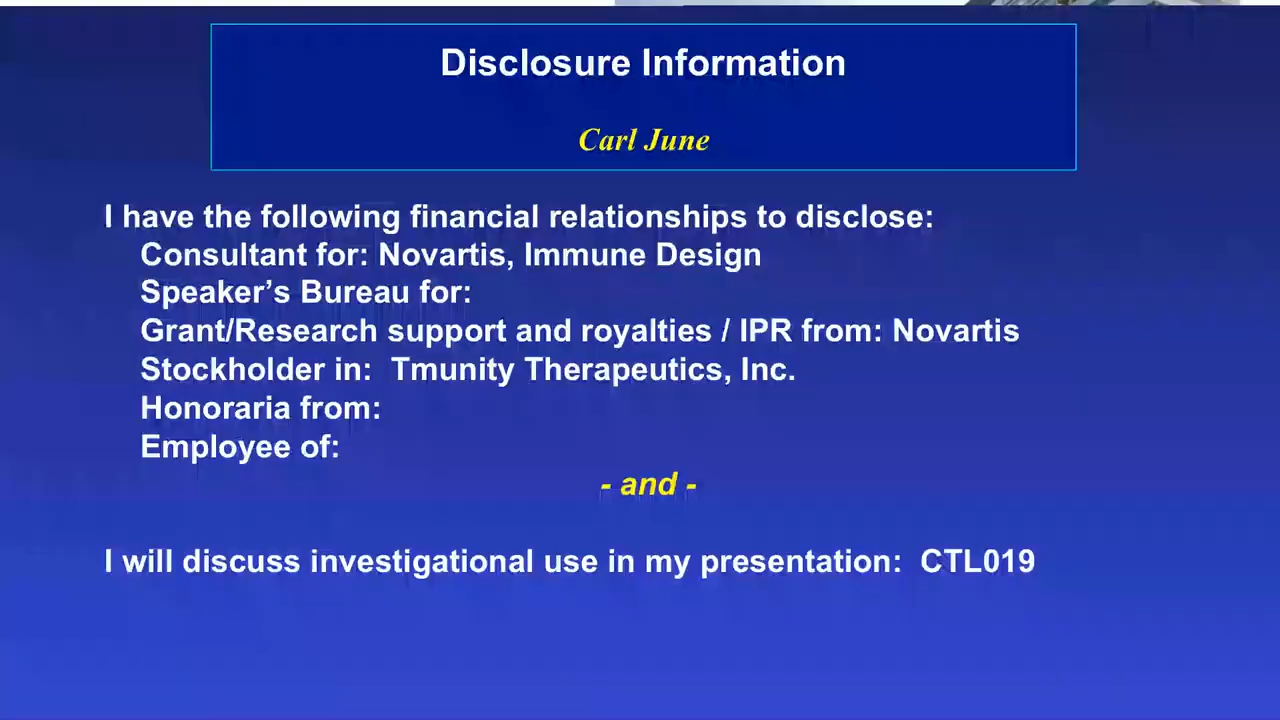 Disclosure Information
Carl June
I have the following financial relationships to disclose:
Consultant for: Novartis, Immune Design
Speaker’s Bureau for:
Grant/Research support and royalties / IPR from: Novartis
Stockholder in:  Tmunity Therapeutics, Inc.
Honoraria from:
Employee of:
- and -
I will discuss investigational use in my presentation:  CTL019